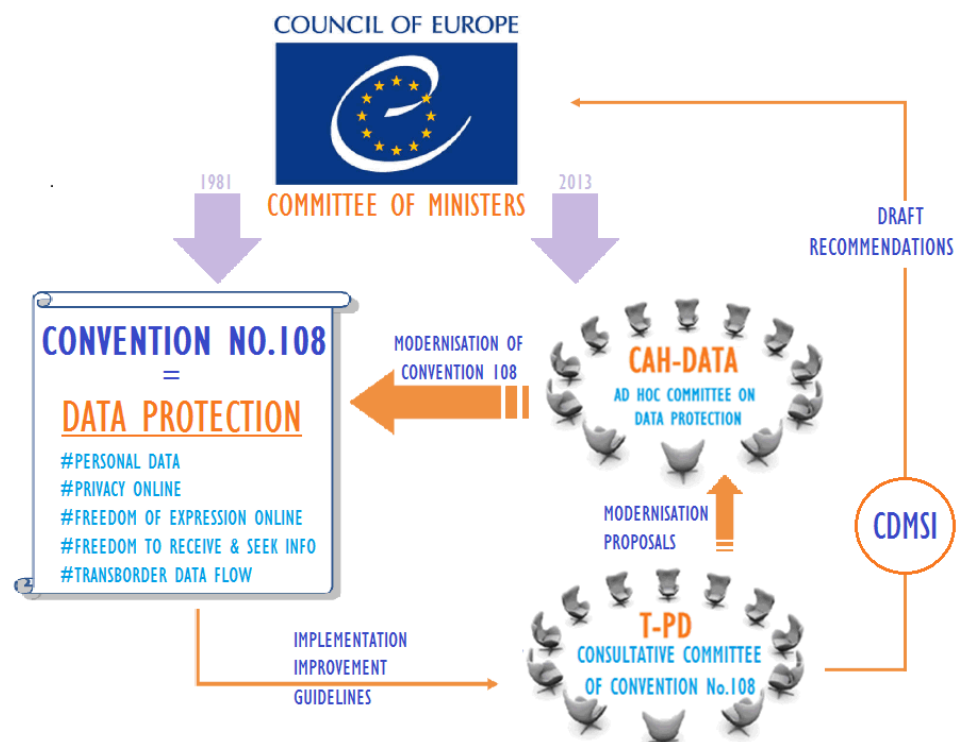 COUNCIL OF EUROPE
1981
2013
COMMITTEE OF MINISTERS
DRAFT
RECOMMENDATIONS
CONVENTION NO.108
=
DATA PROTECTION
#PERSONAL DATA
#PRIVACY ONLINE
#FREEDOM OF EXPRESSION ONLINE
#FREEDOM TO RECEIVE & SEEK INFO
#TRANSBORDER DATA FLOW
MODERNISATION OF
CONVENTION 108
CAH-DATA
AD HOC COMMITTEE ON
DATA PROTECTION
MODERNISATION
PROPOSALS
CDMSI
T-PD
CONSULTATIVE COMMITTEE
OF CONVENTION No.108
IMPLEMENTATION
IMPROVEMENT
GUIDELINES